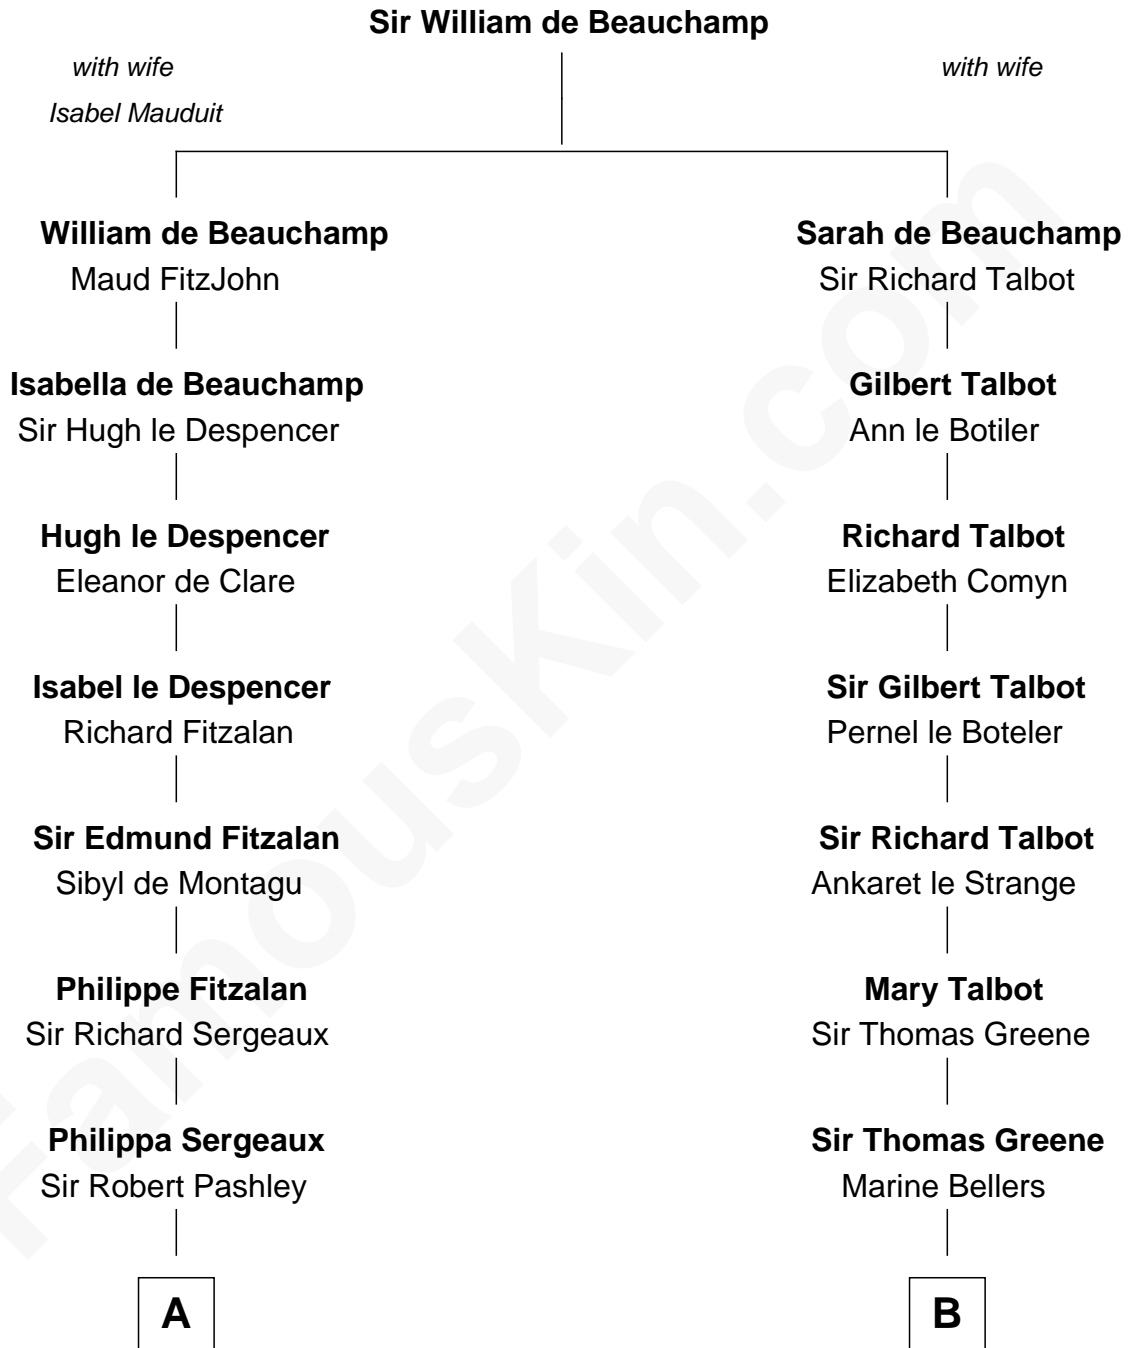 Sir William de Beauchamp
with wife
Isabel Mauduit
with wife
William de Beauchamp
Maud FitzJohn
Sarah de Beauchamp
Sir Richard Talbot
Isabella de Beauchamp
Sir Hugh le Despencer
Gilbert Talbot
Ann le Botiler
Hugh le Despencer
Eleanor de Clare
Richard Talbot
Elizabeth Comyn
Isabel le Despencer
Richard Fitzalan
Sir Gilbert Talbot
Pernel le Boteler
Sir Edmund Fitzalan
Sibyl de Montagu
Sir Richard Talbot
Ankaret le Strange
Philippe Fitzalan
Sir Richard Sergeaux
Mary Talbot
Sir Thomas Greene
Philippa Sergeaux
Sir Robert Pashley
Sir Thomas Greene
Marine Bellers
A
B
FamousKin.com